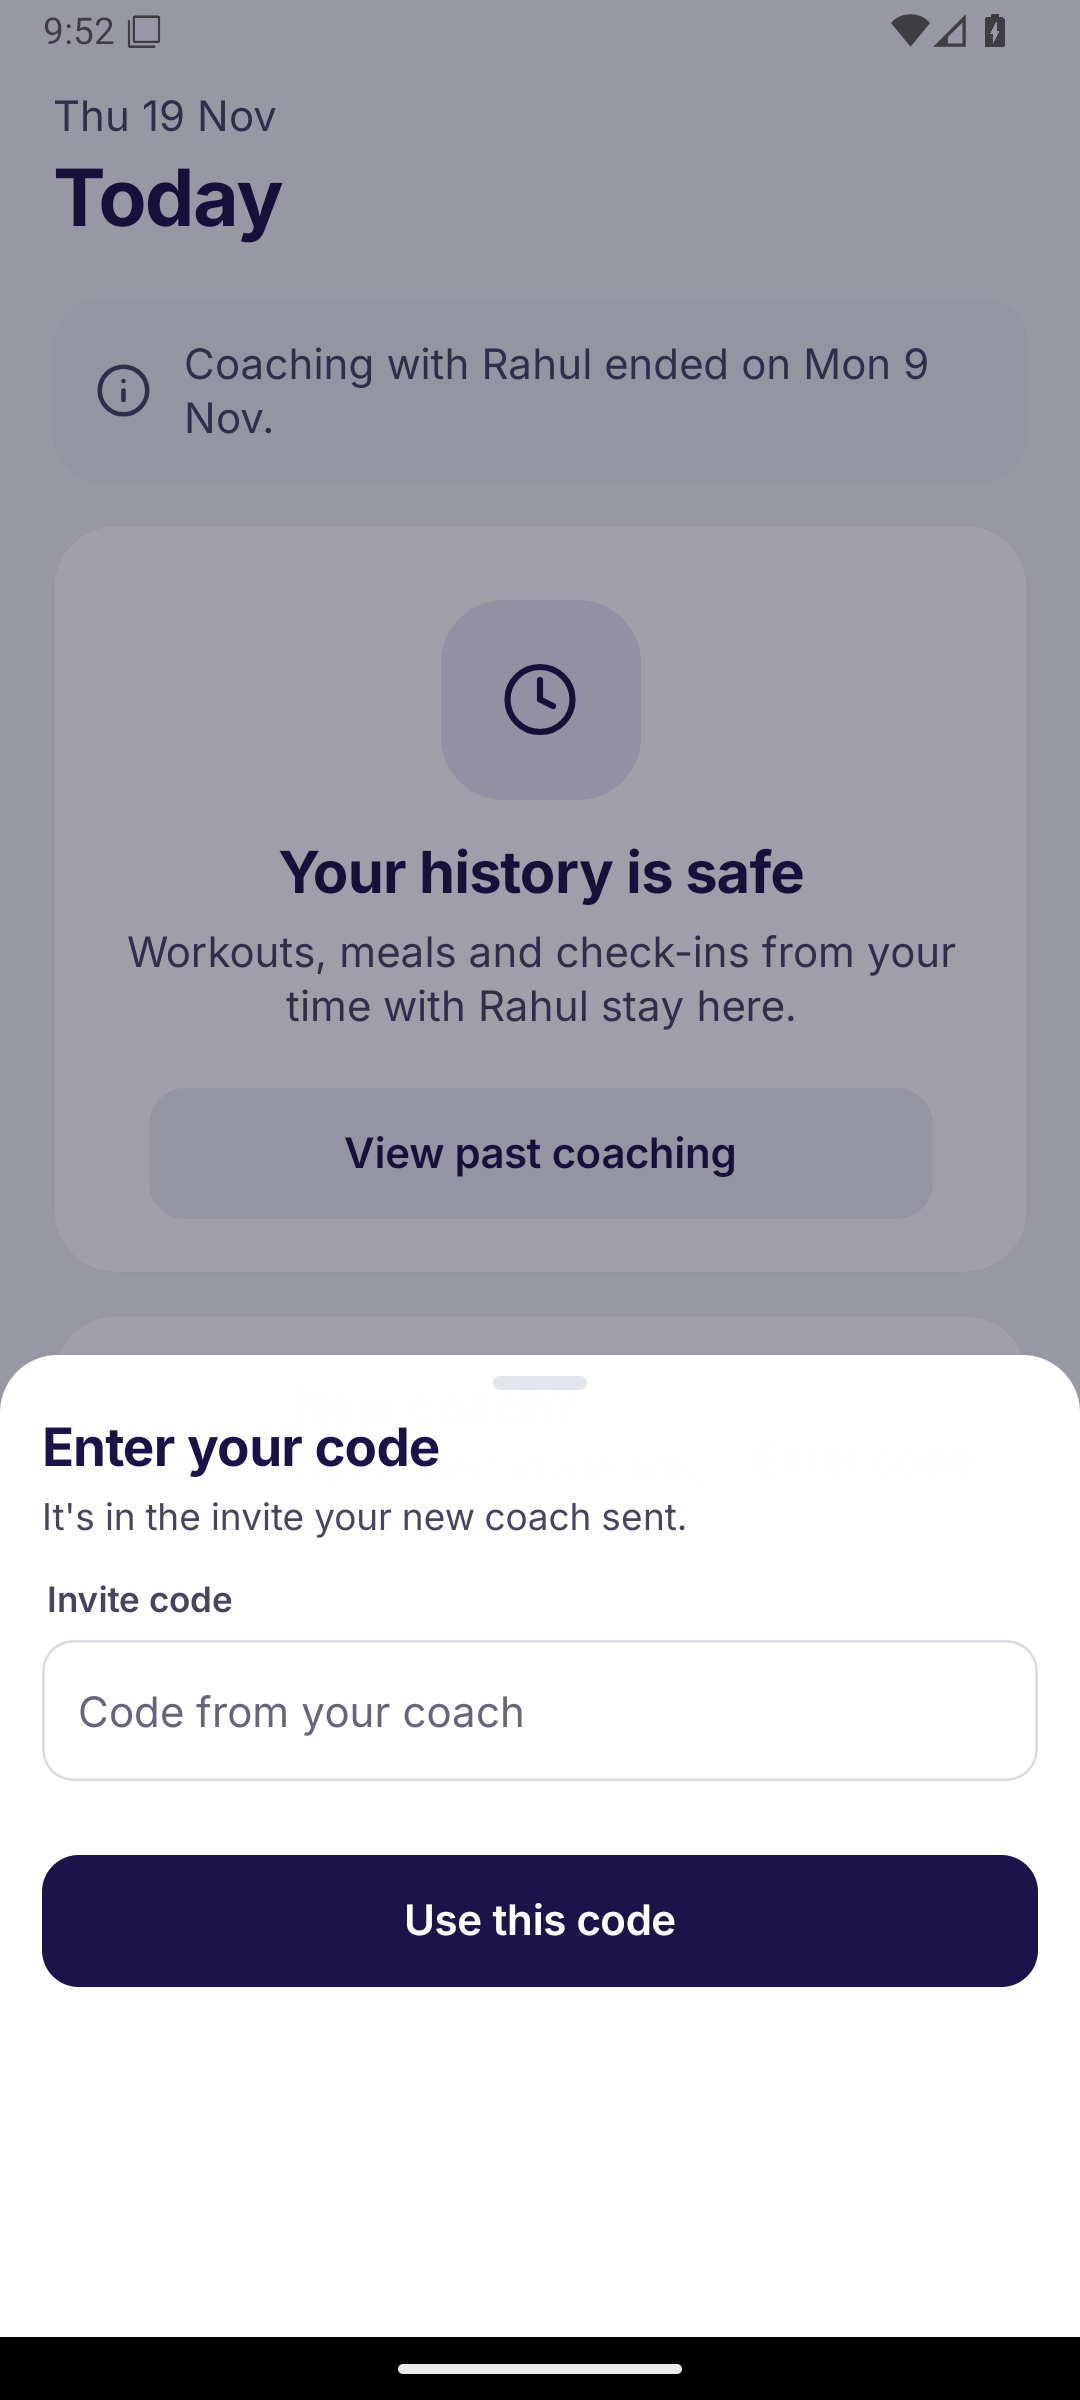 9:52
Thu 19 Nov
Today
Coaching with Rahul ended on Mon 9
Nov.
Your history is safe
Workouts, meals and check-ins from your
time with Rahul stay here.
View past coaching
Enter your code
It's in the invite your new coach sent.
Invite code
Code from your coach
Use this code